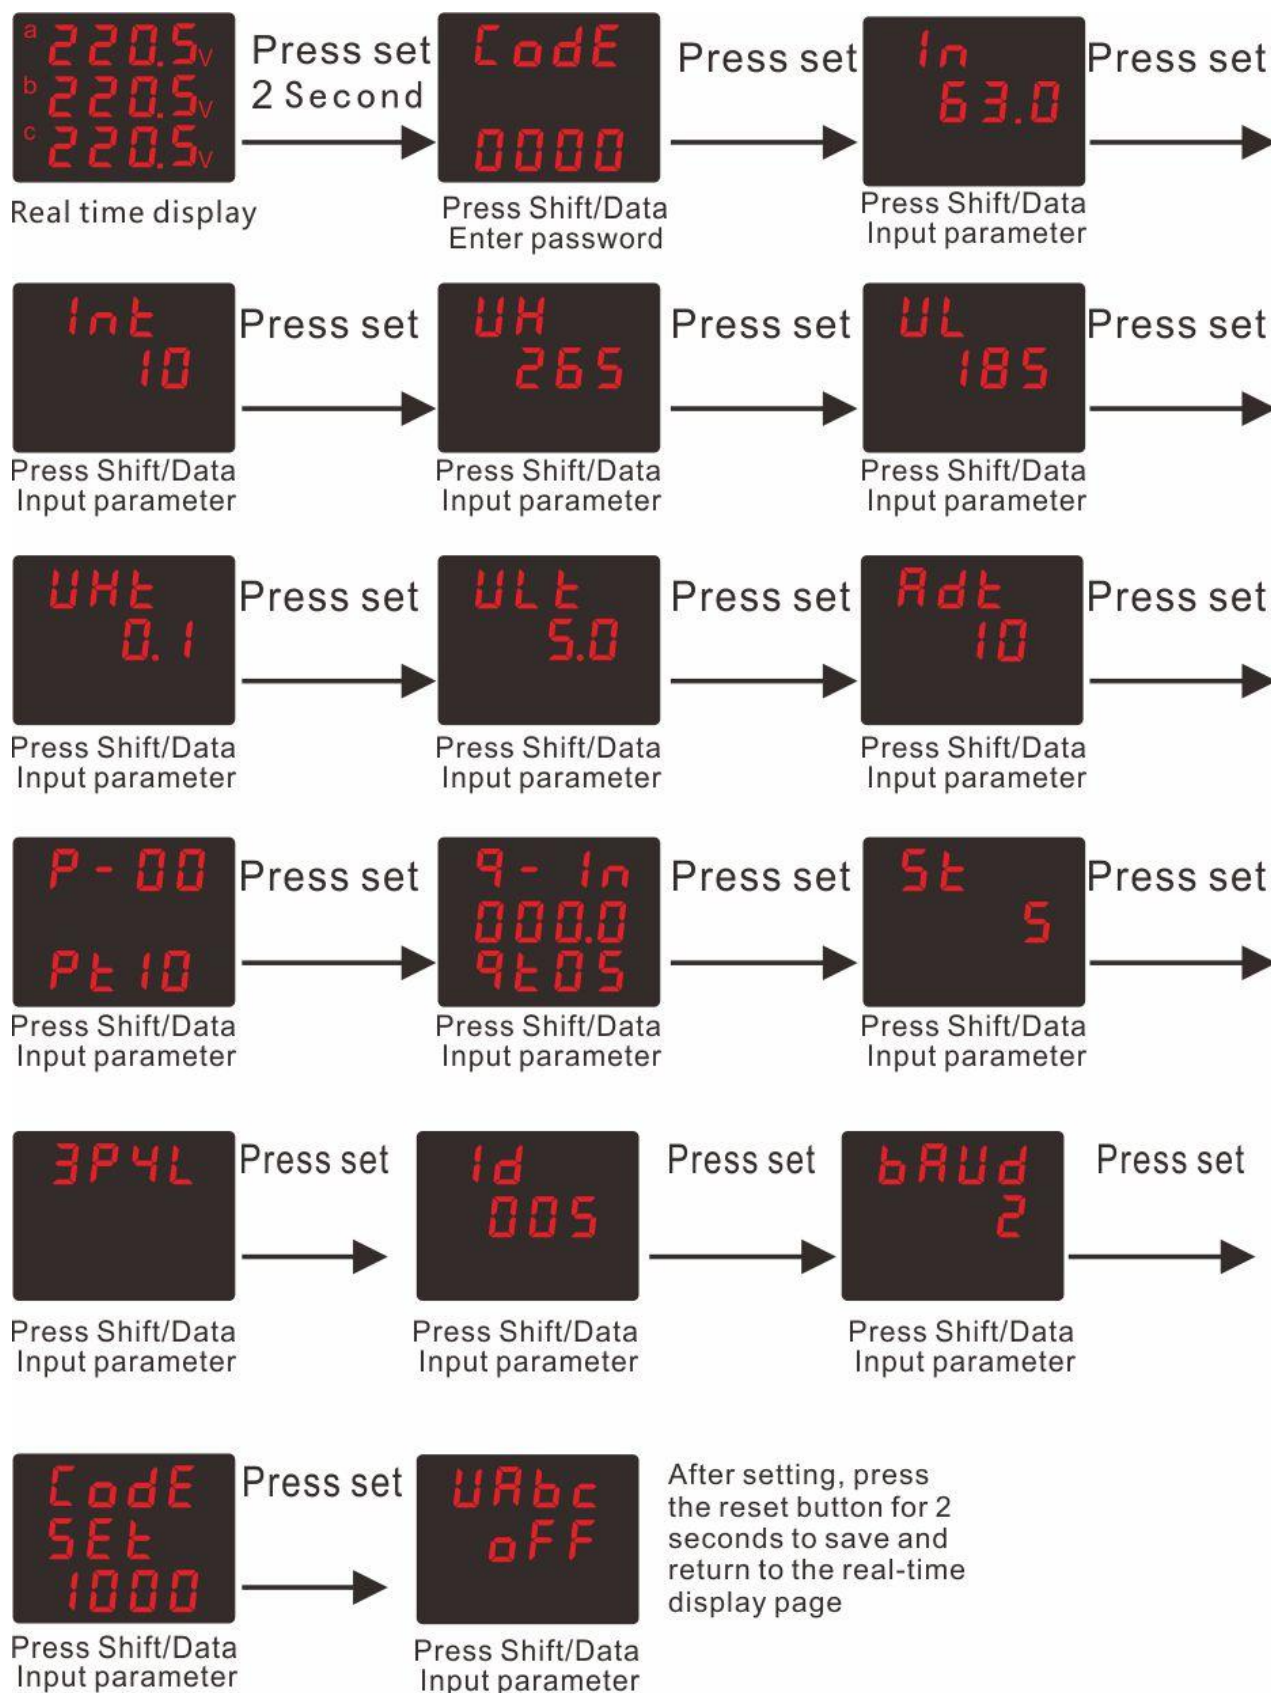 a 220.5V
b 220.5V
c 220.5V
Real time display
Press set
2 Second
CodE
0000
Press Shift/Data
Enter password
Press set
In
63.0
Press Shift/Data
Input parameter
Press set
Int
10
Press Shift/Data
Input parameter
Press set
UH
265
Press Shift/Data
Input parameter
Press set
UL
185
Press Shift/Data
Input parameter
Press set
UHt
0.1
Press Shift/Data
Input parameter
Press set
ULt
5.0
Press Shift/Data
Input parameter
Press set
Adt
10
Press Shift/Data
Input parameter
Press set
P-00
Pt10
Press Shift/Data
Input parameter
Press set
q-In
000.0
qt05
Press Shift/Data
Input parameter
Press set
St
5
Press Shift/Data
Input parameter
Press set
3P4L
Press Shift/Data
Input parameter
Press set
Id
005
Press Shift/Data
Input parameter
Press set
bAUd
2
Press Shift/Data
Input parameter
Press set
CodE
SEt
1000
Press Shift/Data
Input parameter
Press set
UAbc
oFF
Press Shift/Data
Input parameter
After setting, press
the reset button for 2
seconds to save and
return to the real-time
display page